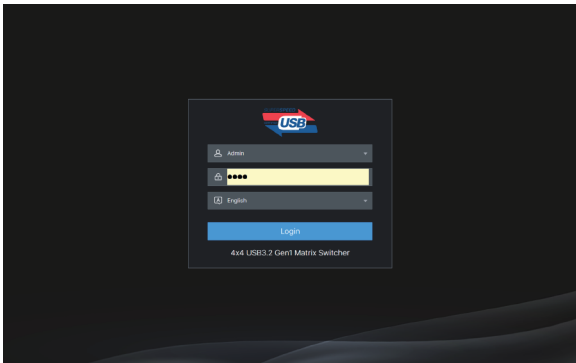 USB
Admin
English
Login
4x4 USB3.2 Gen1 Matrix Switcher